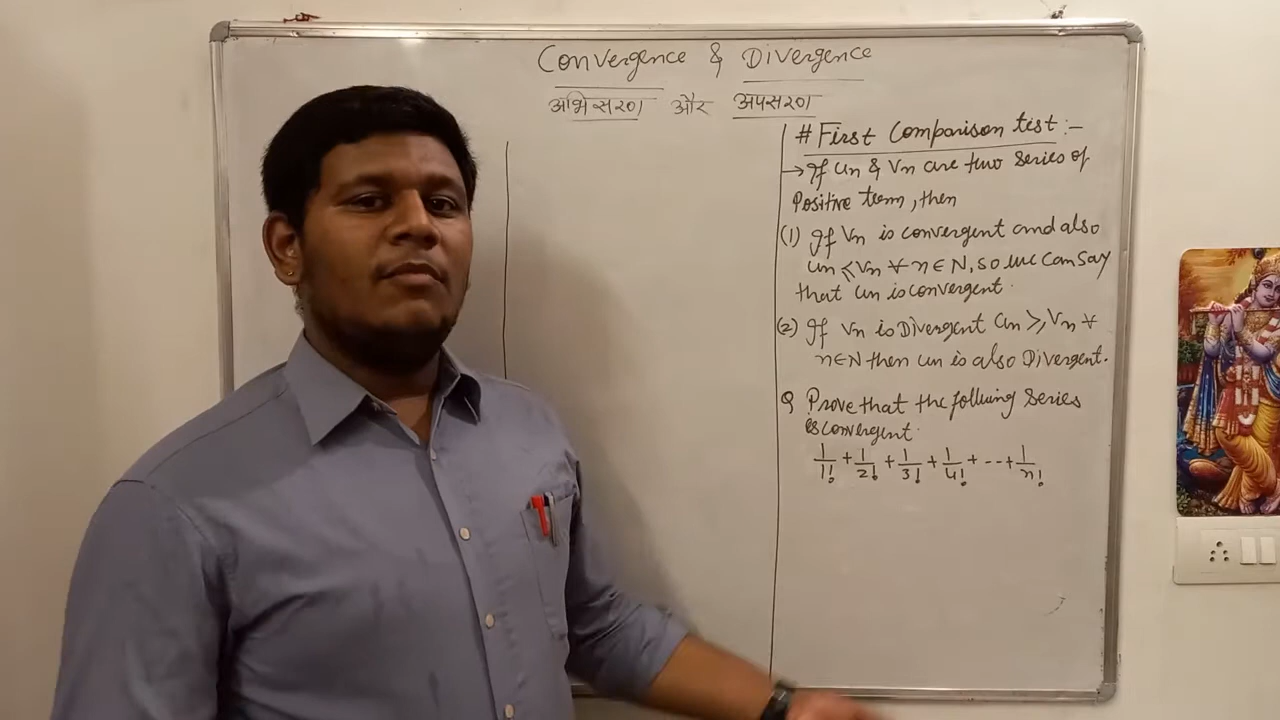 Convergence & Divergence
अभिसरण और अपसरण
# First Comparison test :-
→ If un & Vn are two series of
Positive term, then
(1) If Vn is convergent and also
un ≤ Vn ∀ n ∈ N, so we can say
that un is convergent.
(2) If Vn is Divergent un ≥ Vn ∀
n ∈ N then un is also Divergent.
Q Prove that the following series
is convergent.
1/1! + 1/2! + 1/3! + 1/4! + -- + 1/n!